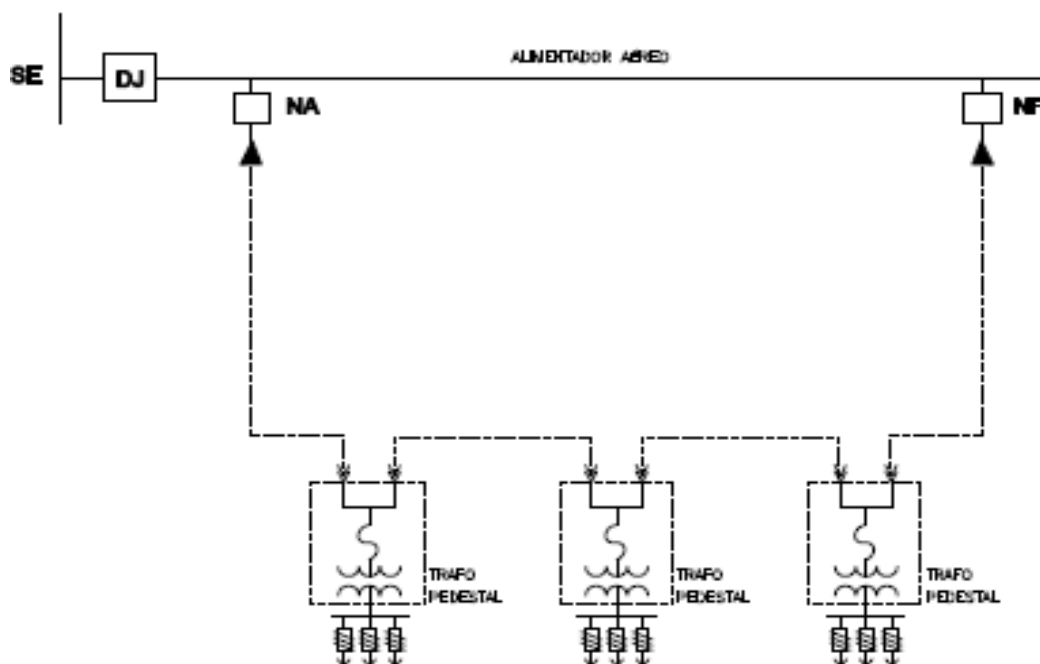 ALIMENTADOR AÉREO
SE
DJ
NA
NF
TRAFO
PEDESTAL
TRAFO
PEDESTAL
TRAFO
PEDESTAL